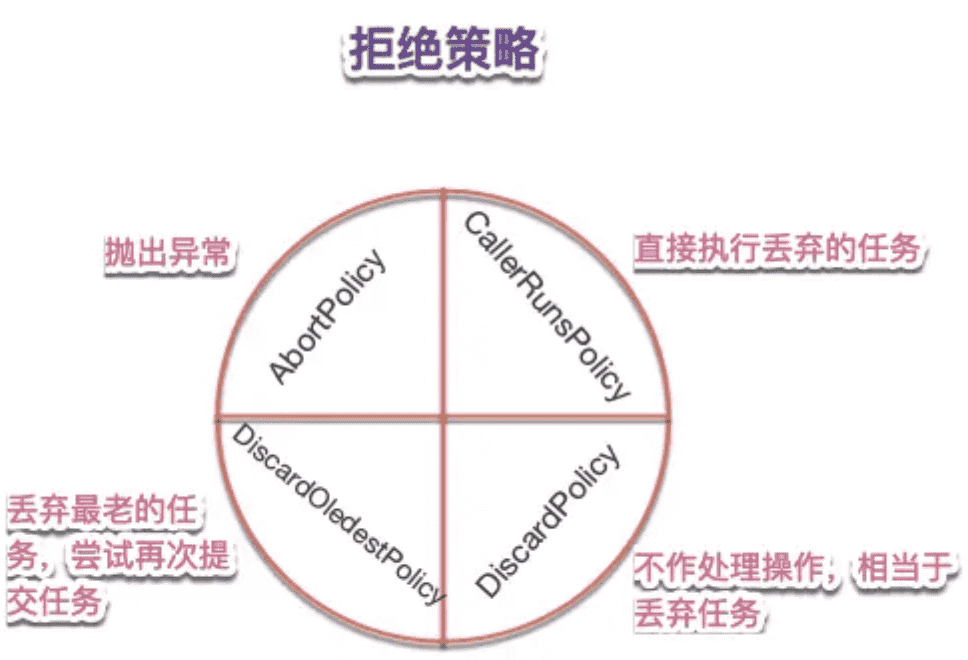 拒绝策略
抛出异常
AbortPolicy
CallerRunsPolicy
直接执行丢弃的任务
丢弃最老的任
务，尝试再次提
交任务
DiscardOledestPolicy
DiscardPolicy
不作处理操作，相当于
丢弃任务